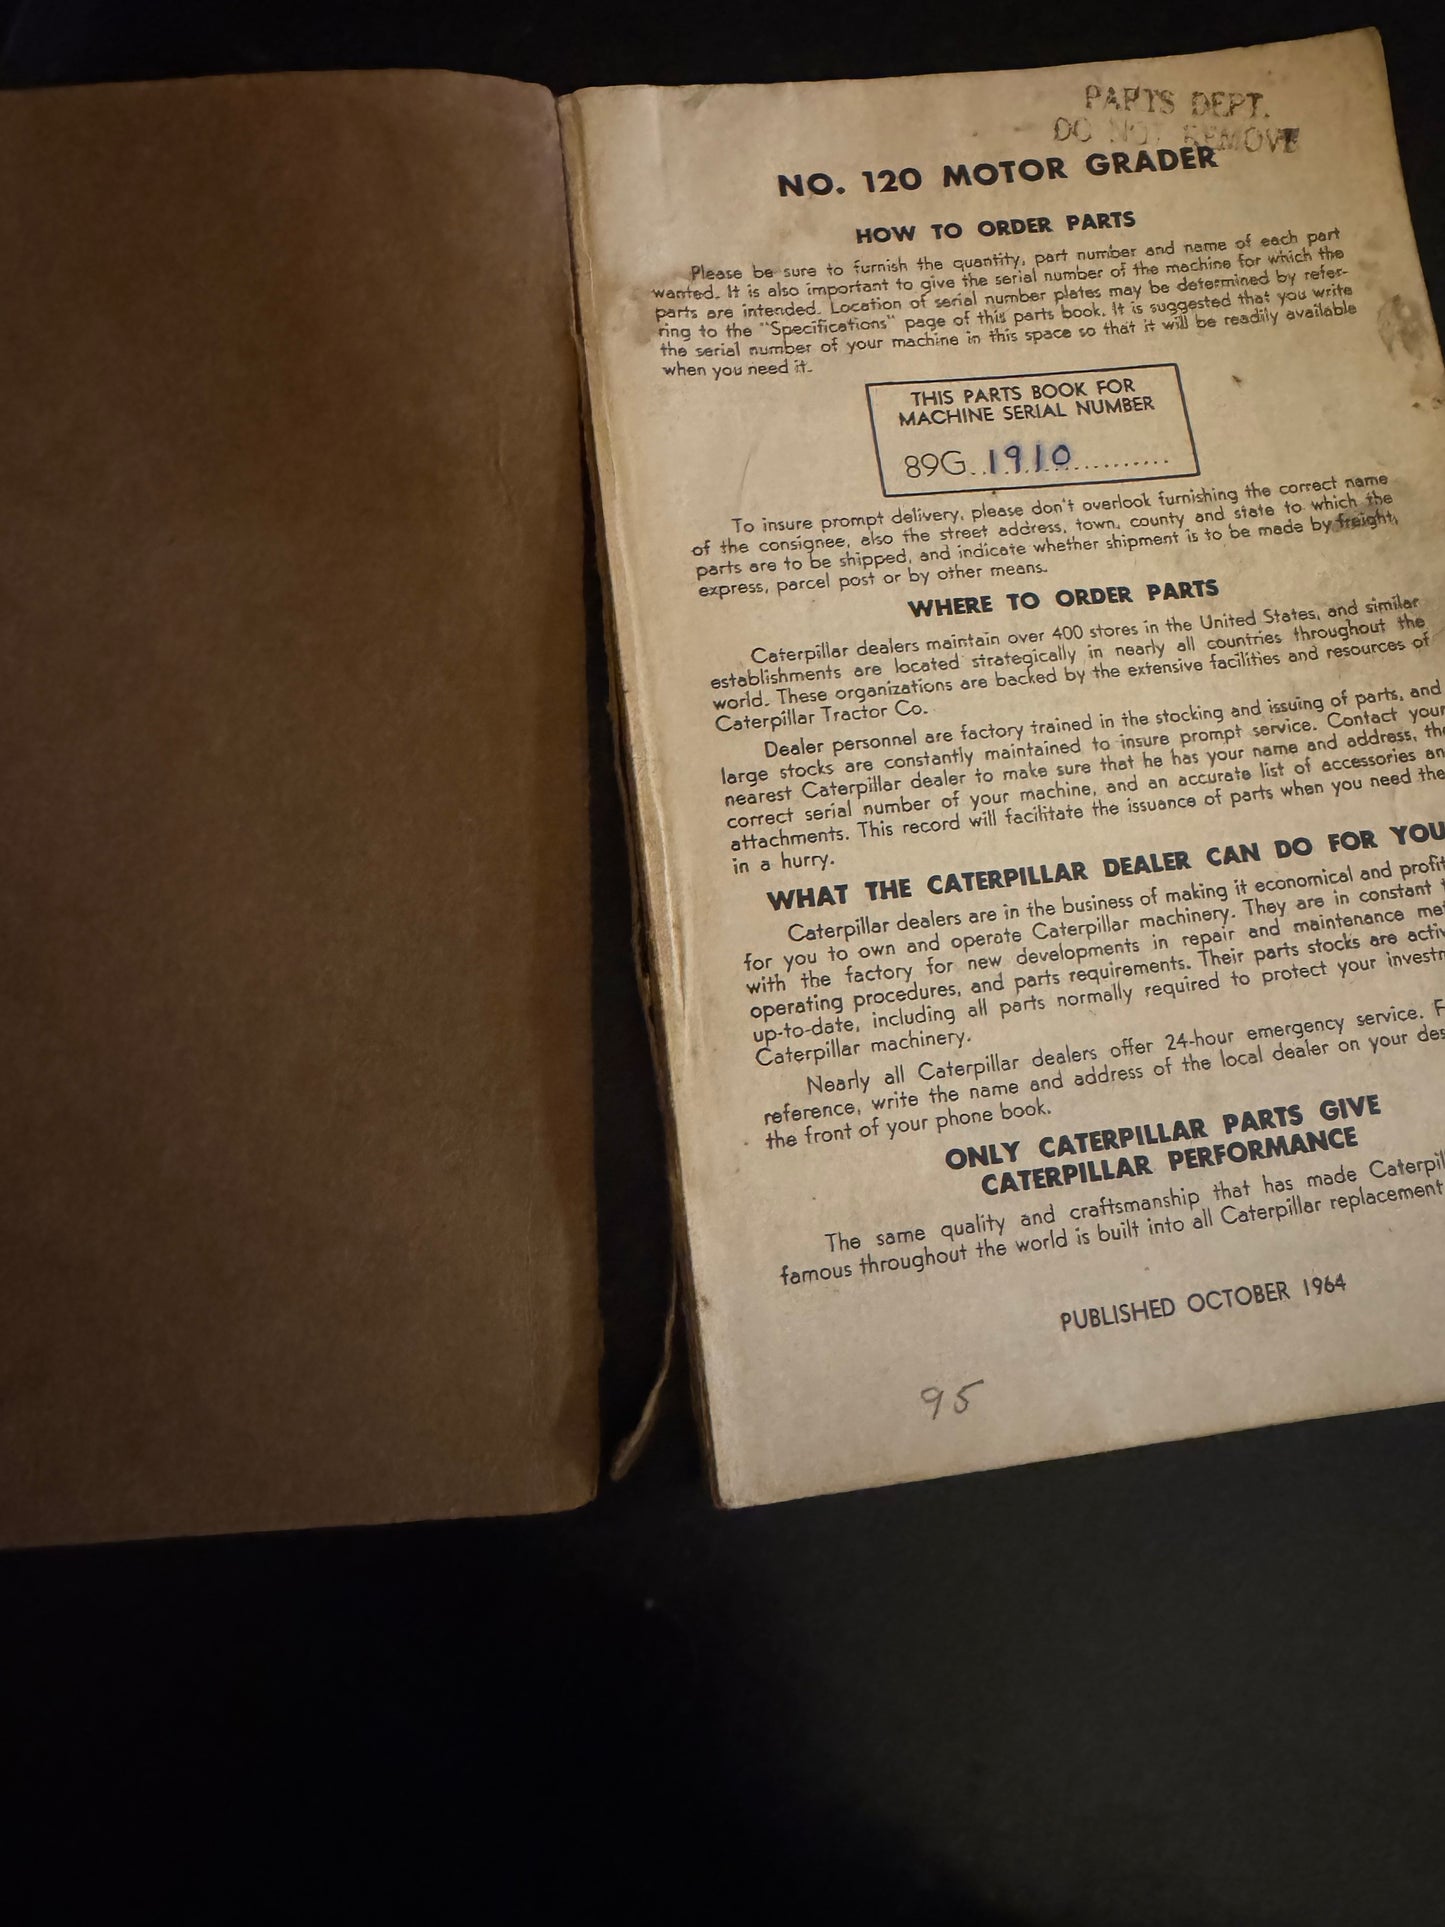 PARTS DEPT.
DO NOT REMOVE
NO. 120 MOTOR GRADER
HOW TO ORDER PARTS
Please be sure to furnish the quantity, part number and name of each part
wanted. It is also important to give the serial number of the machine for which the
parts are intended. Location of serial number plates may be determined by refer-
ring to the "Specifications" page of this parts book. It is suggested that you write
the serial number of your machine in this space so that it will be readily available
when you need it.
THIS PARTS BOOK FOR
MACHINE SERIAL NUMBER
89G 1910
To insure prompt delivery, please don't overlook furnishing the correct name
of the consignee, also the street address, town, county and state to which the
parts are to be shipped, and indicate whether shipment is to be made by freight,
express, parcel post or by other means.
WHERE TO ORDER PARTS
Caterpillar dealers maintain over 400 stores in the United States, and similar
establishments are located strategically in nearly all countries throughout the
world. These organizations are backed by the extensive facilities and resources of
Caterpillar Tractor Co.
Dealer personnel are factory trained in the stocking and issuing of parts, and
large stocks are constantly maintained to insure prompt service. Contact your
nearest Caterpillar dealer to make sure that he has your name and address, the
correct serial number of your machine, and an accurate list of accessories an
attachments. This record will facilitate the issuance of parts when you need the
in a hurry.
WHAT THE CATERPILLAR DEALER CAN DO FOR YOU
Caterpillar dealers are in the business of making it economical and profit
for you to own and operate Caterpillar machinery. They are in constant
with the factory for new developments in repair and maintenance me
operating procedures, and parts requirements. Their parts stocks are activ
up-to-date, including all parts normally required to protect your investm
Caterpillar machinery.
Nearly all Caterpillar dealers offer 24-hour emergency service. F
reference, write the name and address of the local dealer on your des
the front of your phone book.
ONLY CATERPILLAR PARTS GIVE
CATERPILLAR PERFORMANCE
The same quality and craftsmanship that has made Caterpil
famous throughout the world is built into all Caterpillar replacement
PUBLISHED OCTOBER 1964
95